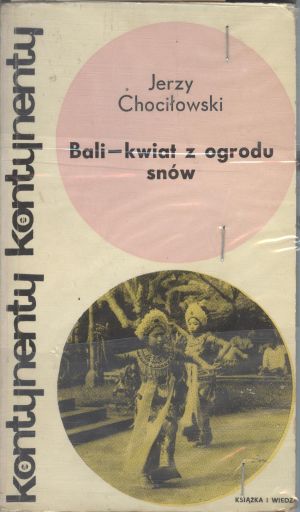 kontynenty kontynenty
Jerzy
Chociłowski
Bali—kwiat z ogrodu
snów
KSIĄŻKA I WIEDZA